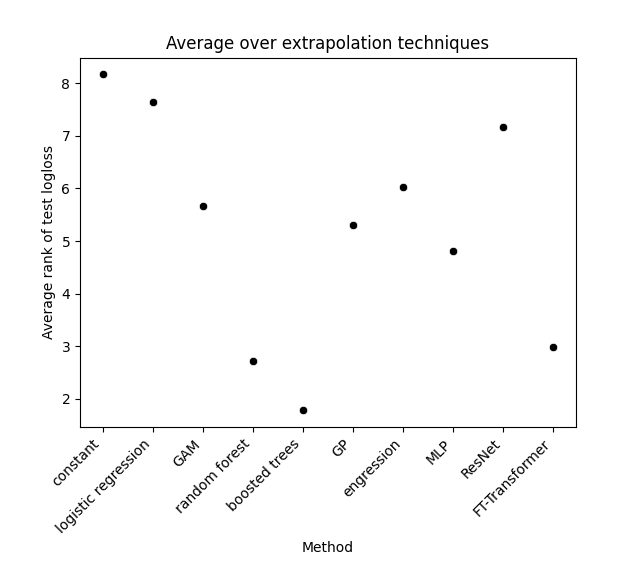 Average over extrapolation techniques
Average rank of test logloss
8
7
6
5
4
3
2
constant
logistic regression
GAM
random forest
boosted trees
GP
engression
MLP
ResNet
FT-Transformer
Method